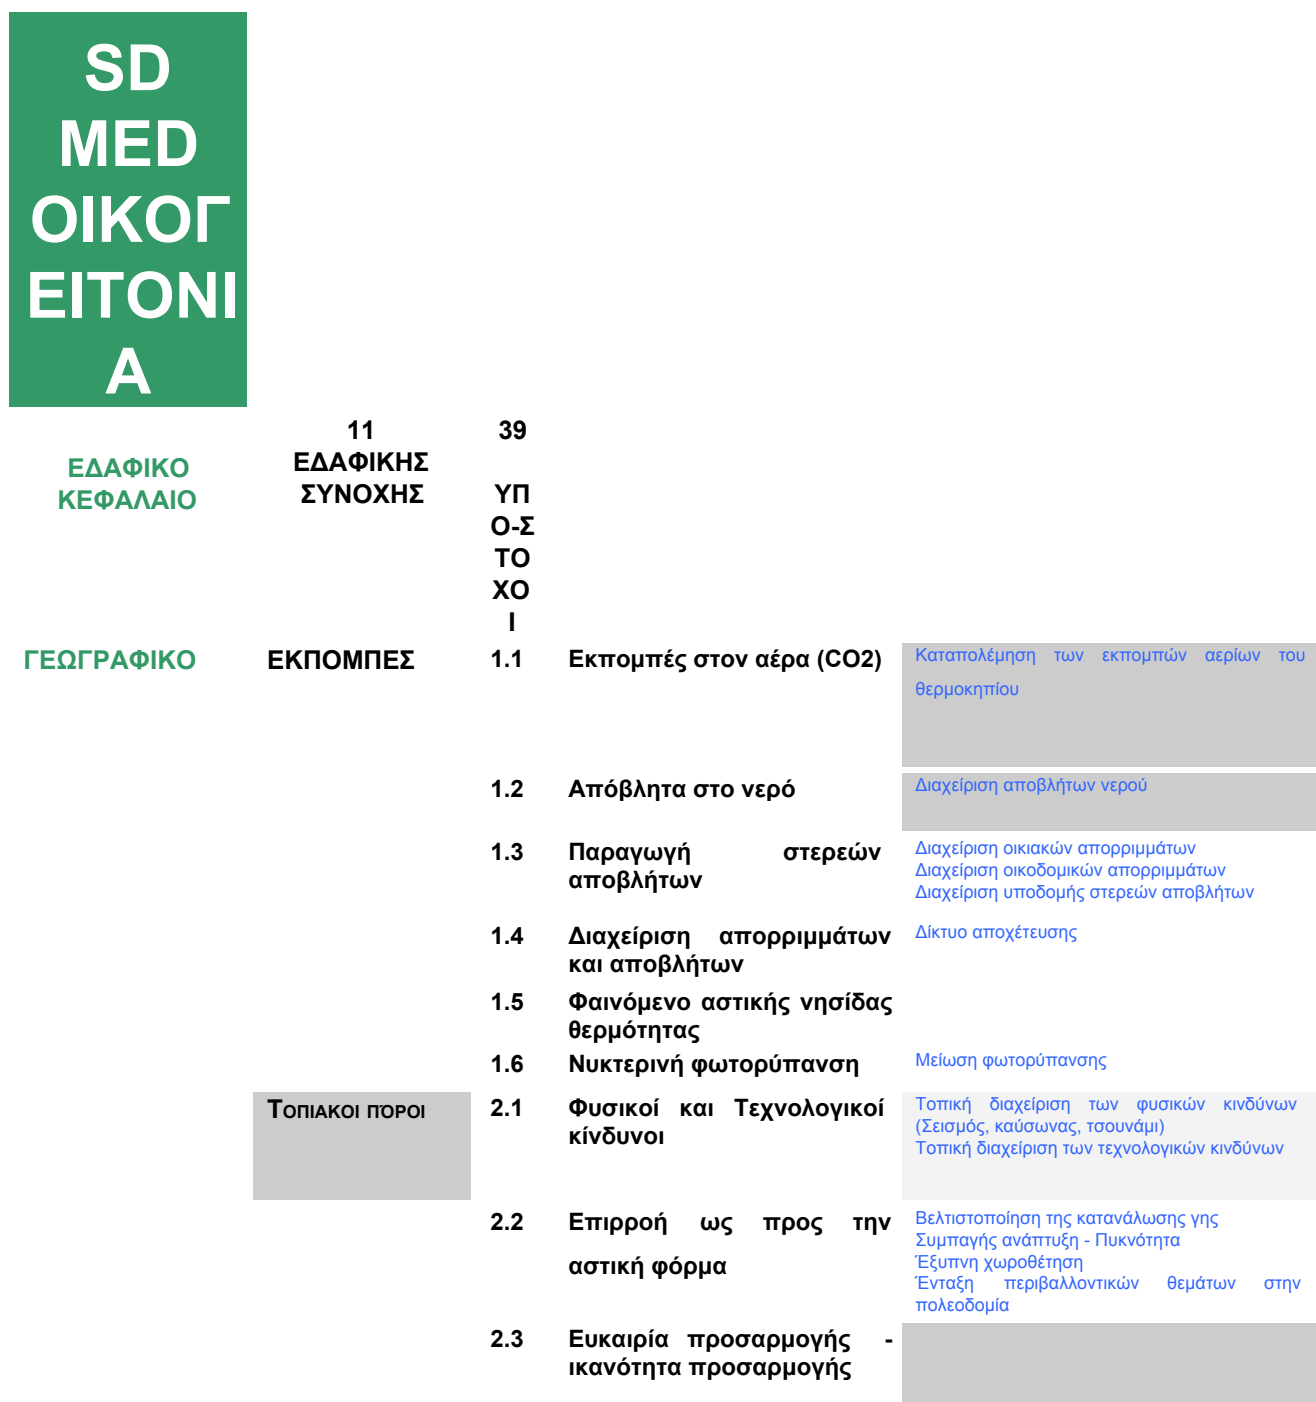 SD
MED
ΟΙΚΟΓ
ΕΙΤΟΝΙ
Α
ΕΔΑΦΙΚΟ
ΚΕΦΑΛΑΙΟ
11
ΕΔΑΦΙΚΗΣ
ΣΥΝΟΧΗΣ
39
ΥΠ
Ο-Σ
ΤΟ
ΧΟ
Ι
ΓΕΩΓΡΑΦΙΚΟ
ΕΚΠΟΜΠΕΣ
1.1
Εκπομπές στον αέρα (CO2)
Καταπολέμηση των εκπομπών αερίων του
θερμοκηπίου
1.2
Απόβλητα στο νερό
Διαχείριση αποβλήτων νερού
1.3
Παραγωγή στερεών
αποβλήτων
Διαχείριση οικιακών απορριμμάτων
Διαχείριση οικοδομικών απορριμμάτων
Διαχείριση υποδομής στερεών αποβλήτων
1.4
Διαχείριση απορριμμάτων
και αποβλήτων
Δίκτυο αποχέτευσης
1.5
Φαινόμενο αστικής νησίδας
θερμότητας
1.6
Νυκτερινή φωτορύπανση
Μείωση φωτορύπανσης
ΤΟΠΙΑΚΟΙ ΠΌΡΟΙ
2.1
Φυσικοί και Τεχνολογικοί
κίνδυνοι
Τοπική διαχείριση των φυσικών κινδύνων
(Σεισμός, καύσωνας, τσουνάμι)
Τοπική διαχείριση των τεχνολογικών κινδύνων
2.2
Επιρροή ως προς την
αστική φόρμα
Βελτιστοποίηση της κατανάλωσης γης
Συμπαγής ανάπτυξη - Πυκνότητα
Έξυπνη χωροθέτηση
Ένταξη περιβαλλοντικών θεμάτων στην
πολεοδομία
2.3
Ευκαιρία προσαρμογής -
ικανότητα προσαρμογής